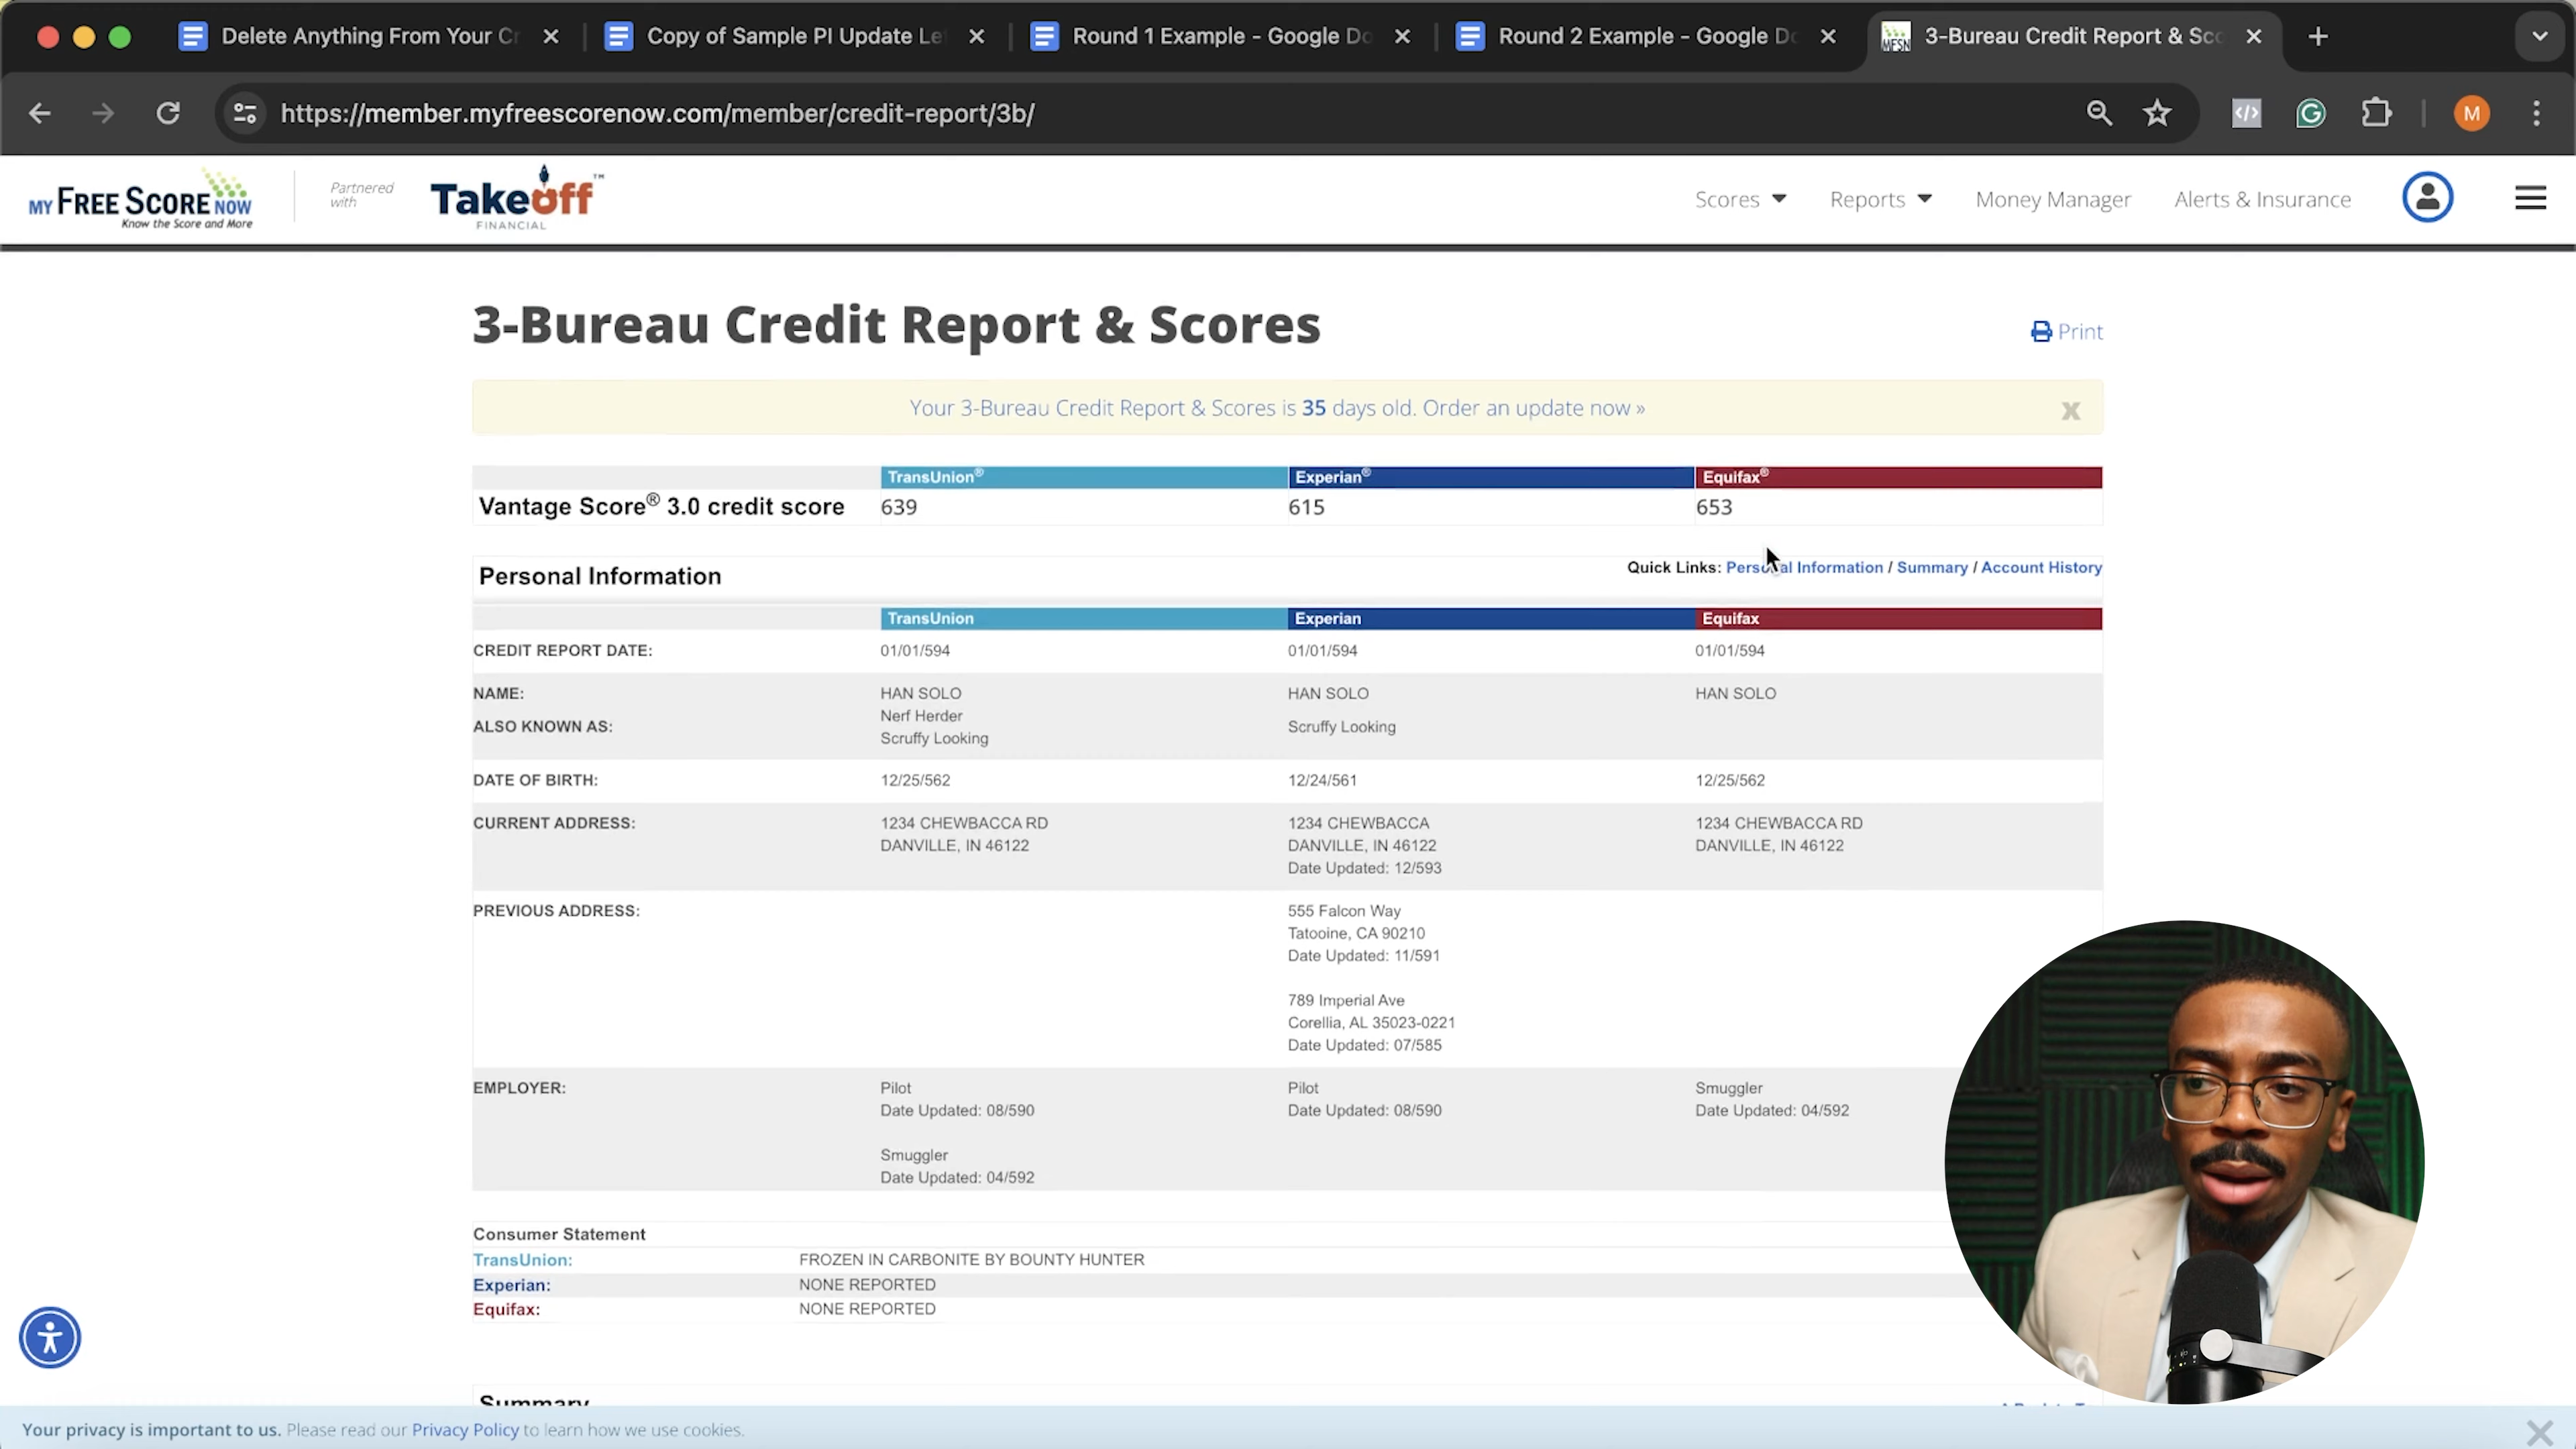 Delete Anything From Your Cr
Copy of Sample PI Update Le
Round 1 Example - Google Do
Round 2 Example - Google Do
MFSN
3-Bureau Credit Report & Sco
https://member.myfreescorenow.com/member/credit-report/3b/
M
MY FREE SCORE NOW
Know the Score and More
Partnered with
TakeOff™
FINANCIAL
Scores
Reports
Money Manager
Alerts & Insurance
3-Bureau Credit Report & Scores
Print
Your 3-Bureau Credit Report & Scores is 35 days old. Order an update now »
x
TransUnion® Experian® Equifax®
Vantage Score® 3.0 credit score 639 615 653
Personal Information
Quick Links: Personal Information / Summary / Account History
TransUnion Experian Equifax
CREDIT REPORT DATE: 01/01/594 01/01/594 01/01/594
NAME: HAN SOLO HAN SOLO HAN SOLO
Nerf Herder
ALSO KNOWN AS: Scruffy Looking
Scruffy Looking
DATE OF BIRTH: 12/25/562 12/24/561 12/25/562
CURRENT ADDRESS: 1234 CHEWBACCA RD 1234 CHEWBACCA 1234 CHEWBACCA RD
DANVILLE, IN 46122 DANVILLE, IN 46122 DANVILLE, IN 46122
Date Updated: 12/593
PREVIOUS ADDRESS: 555 Falcon Way
Tatooine, CA 90210
Date Updated: 11/591
789 Imperial Ave
Corellia, AL 35023-0221
Date Updated: 07/585
EMPLOYER: Pilot Pilot Smuggler
Date Updated: 08/590 Date Updated: 08/590 Date Updated: 04/592
Smuggler
Date Updated: 04/592
Consumer Statement
TransUnion: FROZEN IN CARBONITE BY BOUNTY HUNTER
Experian: NONE REPORTED
Equifax: NONE REPORTED
Summary
Your privacy is important to us. Please read our Privacy Policy to learn how we use cookies.